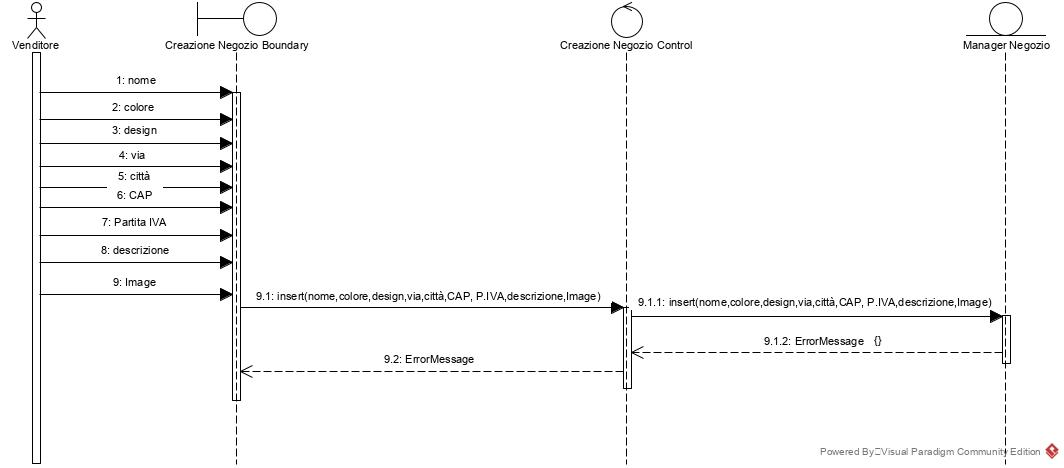 Venditore
Creazione Negozio Boundary
Creazione Negozio Control
Manager Negozio
1: nome
2: colore
3: design
4: via
5: città
6: CAP
7: Partita IVA
8: descrizione
9: Image
9.1: insert(nome,colore,design,via,città,CAP, P.IVA,descrizione,Image)
9.1.1: insert(nome,colore,design,via,città,CAP, P.IVA,descrizione,Image)
9.1.2: ErrorMessage {}
9.2: ErrorMessage
Powered By Visual Paradigm Community Edition